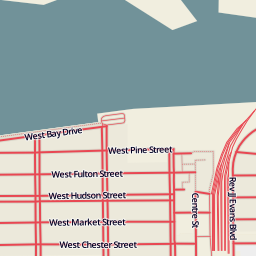 West Bay Drive
West Pine Street
West Fulton Street
Rev JJ Evans Blvd
Centre St
West Hudson Street
West Market Street
West Chester Street